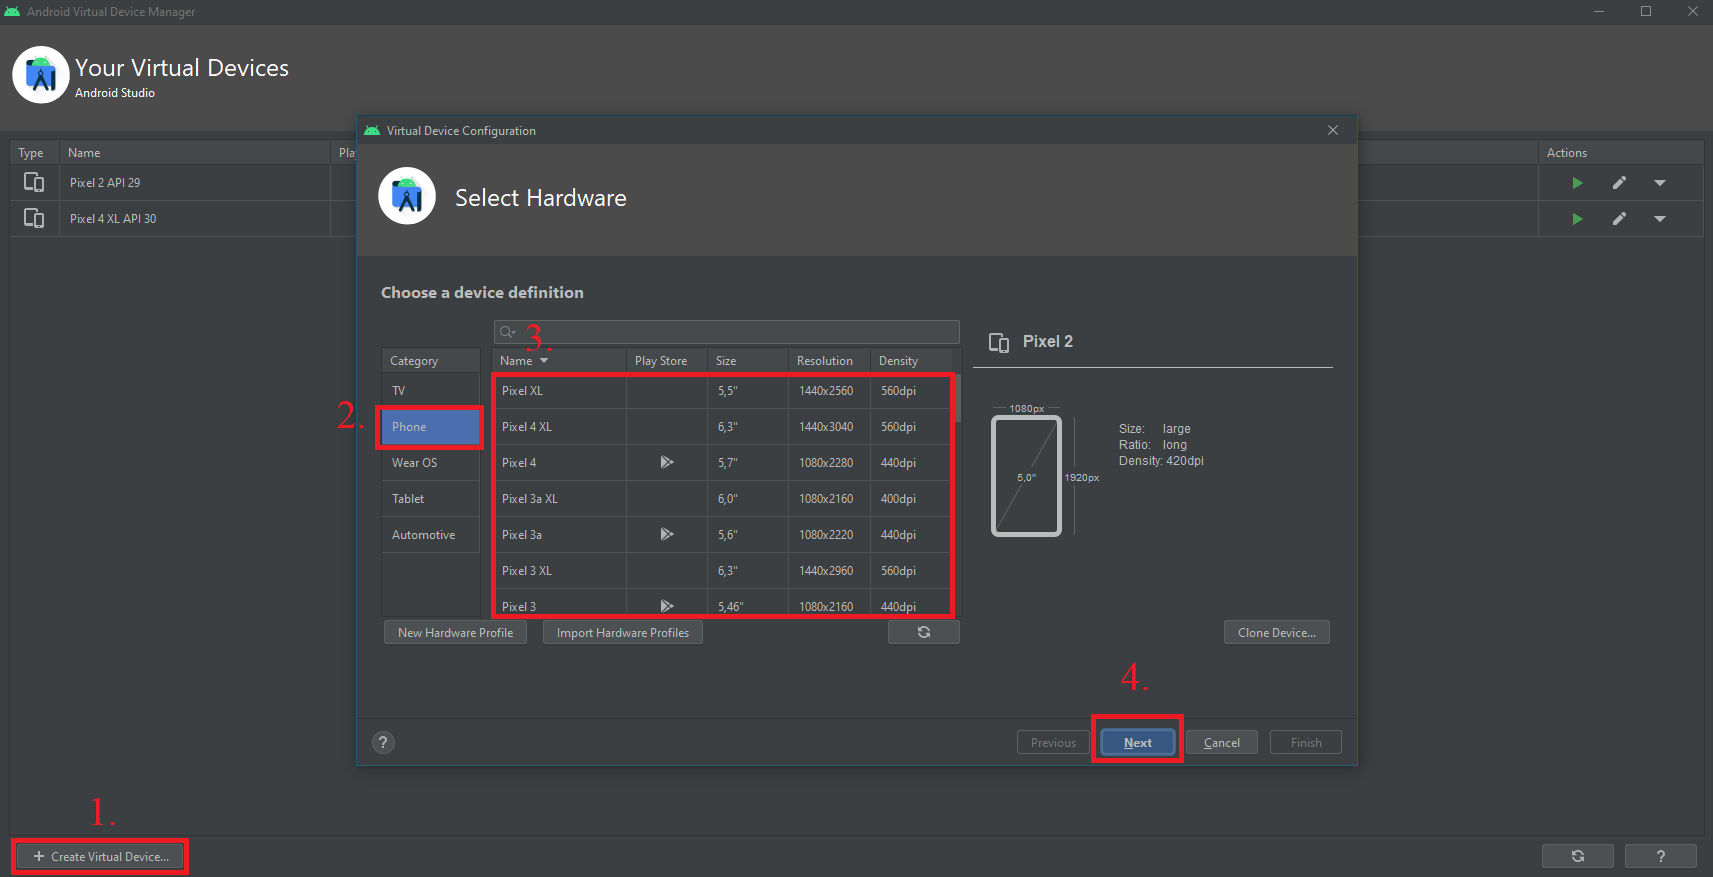 Android Virtual Device Manager
Your Virtual Devices
Android Studio
Type Name Pla Actions
Pixel 2 API 29
Pixel 4 XL API 30
Virtual Device Configuration
Select Hardware
Choose a device definition
3.
Category
TV
2.
Phone
Wear OS
Tablet
Automotive
Name Play Store Size Resolution Density
Pixel XL 5,5" 1440x2560 560dpi
Pixel 4 XL 6,3" 1440x3040 560dpi
Pixel 4 5,7" 1080x2280 440dpi
Pixel 3a XL 6,0" 1080x2160 400dpi
Pixel 3a 5,6" 1080x2220 440dpi
Pixel 3 XL 6,3" 1440x2960 560dpi
Pixel 3 5,46" 1080x2160 440dpi
Pixel 2
1080px
5,0"
1920px
Size: large
Ratio: long
Density: 420dpi
New Hardware Profile Import Hardware Profiles Clone Device...
4.
? Previous Next Cancel Finish
1.
+ Create Virtual Device... ?